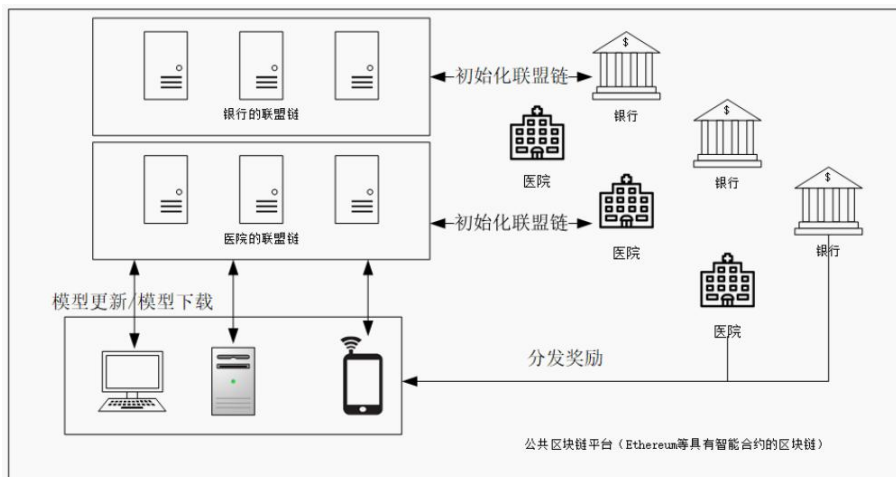 初始化联盟链
银行的联盟链
银行
医院
银行
初始化联盟链
医院的联盟链
医院
银行
模型更新/模型下载
医院
分发奖励
公共区块链平台（Ethereum等具有智能合约的区块链）
$
$
$